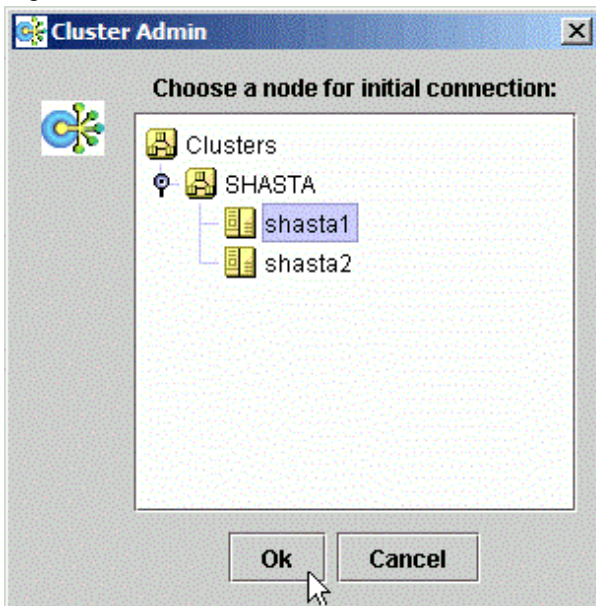 Cluster Admin
Choose a node for initial connection:
Clusters
SHASTA
shasta1
shasta2
Ok Cancel